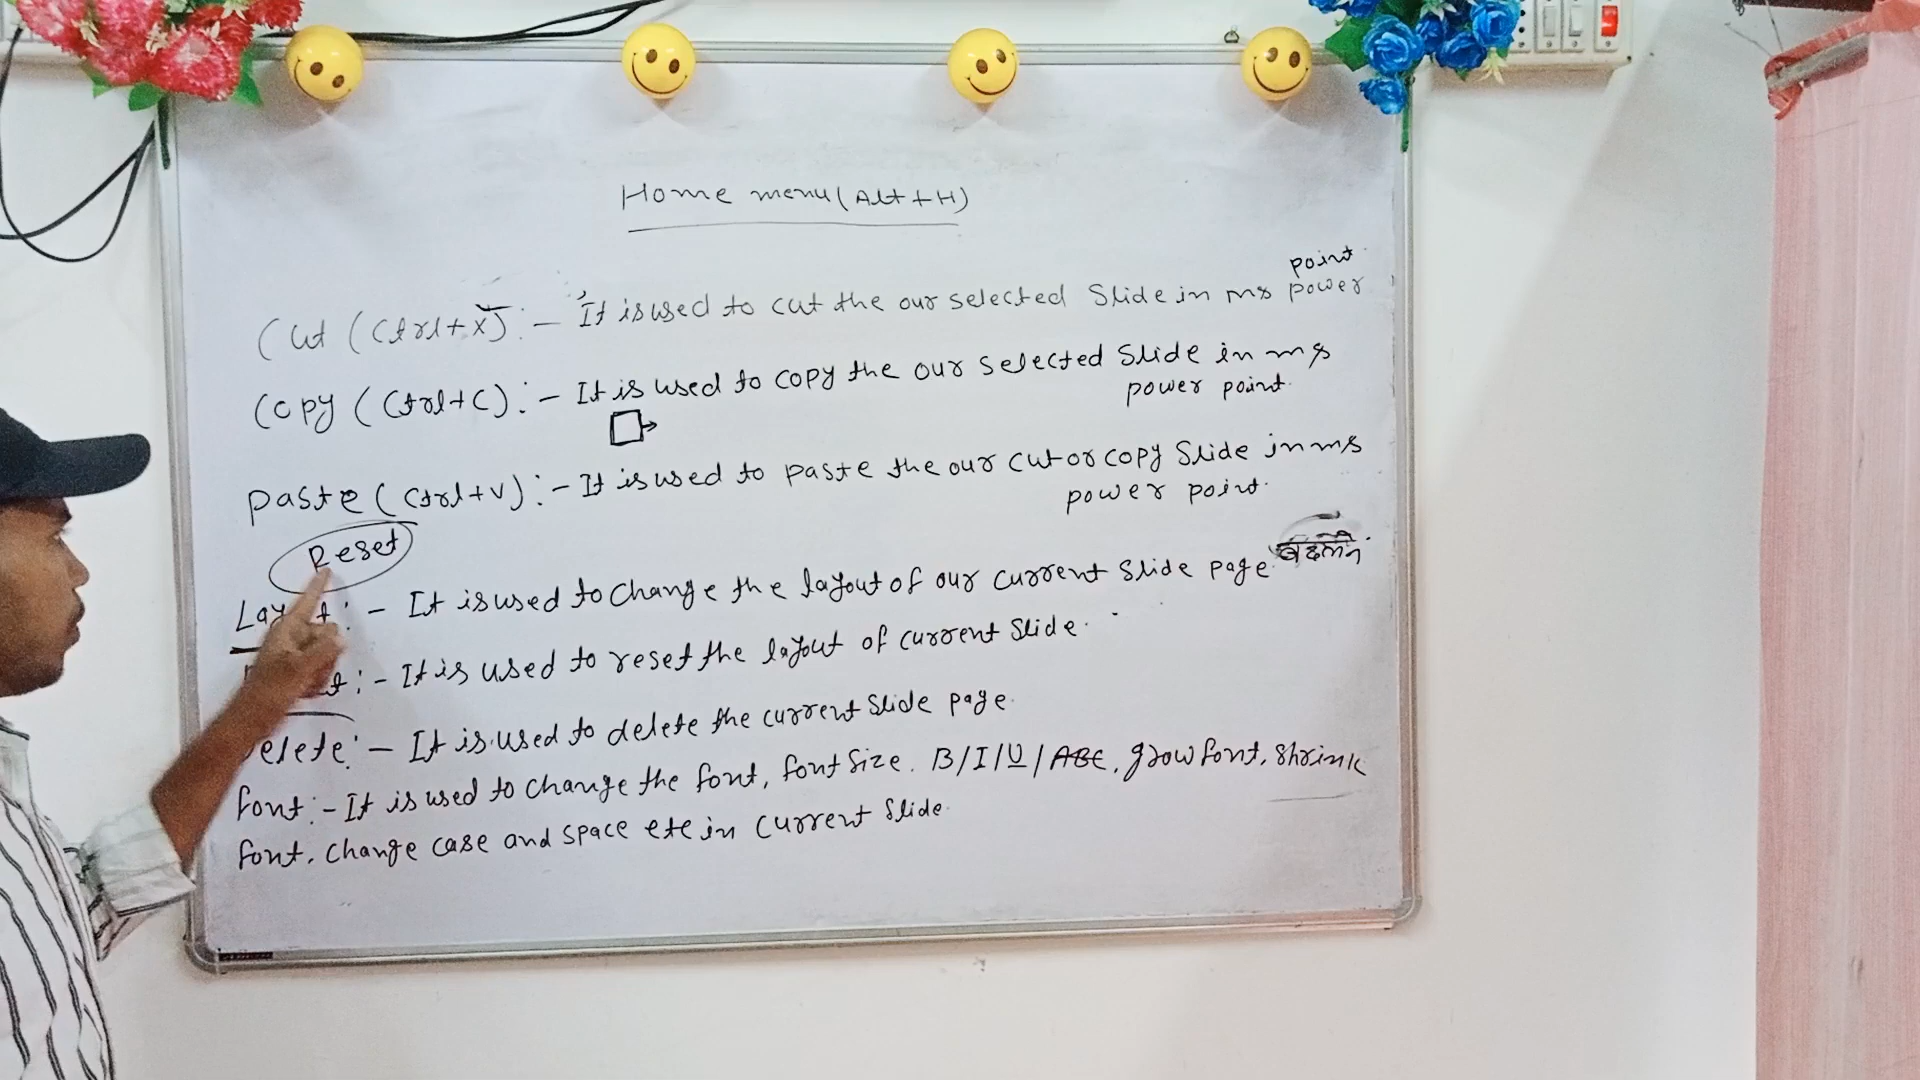 Home menu (Alt+H)
Cut (Ctrl+X) :- It is used to cut the our selected Slide in ms power point
Copy (Ctrl+C) :- It is used to copy the our selected Slide in ms
power point.
paste (Ctrl+V) :- It is used to paste the our cut or copy Slide in ms
power point.
Reset
:- It is used to change the layout of our current slide page.
:- It is used to reset the layout of current slide.
:- It is used to delete the current slide page.
font :- It is used to change the font, font size. B/I/U/ABC, grow font, shrink
font. change case and space etc in current slide.